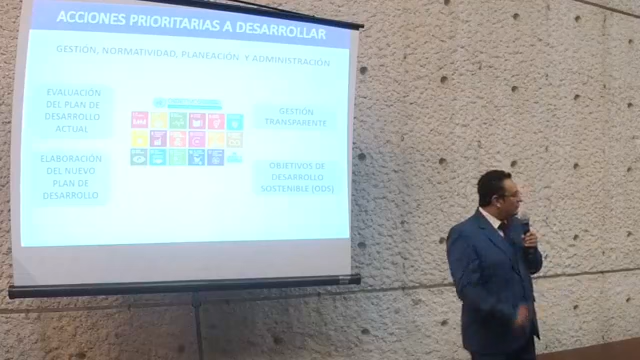 ACCIONES PRIORITARIAS A DESARROLLAR
GESTIÓN, NORMATIVIDAD, PLANEACIÓN Y ADMINISTRACIÓN
EVALUACIÓN
DEL PLAN DE
DESARROLLO
ACTUAL
ELABORACIÓN
DEL NUEVO
PLAN DE
DESARROLLO
GESTIÓN
TRANSPARENTE
OBJETIVOS DE
DESARROLLO
SOSTENIBLE (ODS)